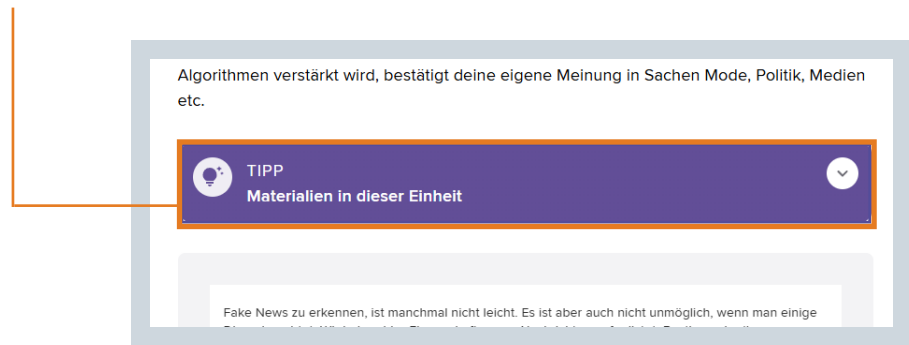 Algorithmen verstärkt wird, bestätigt deine eigene Meinung in Sachen Mode, Politik, Medien
etc.
TIPP
Materialien in dieser Einheit
Fake News zu erkennen, ist manchmal nicht leicht. Es ist aber auch nicht unmöglich, wenn man einige